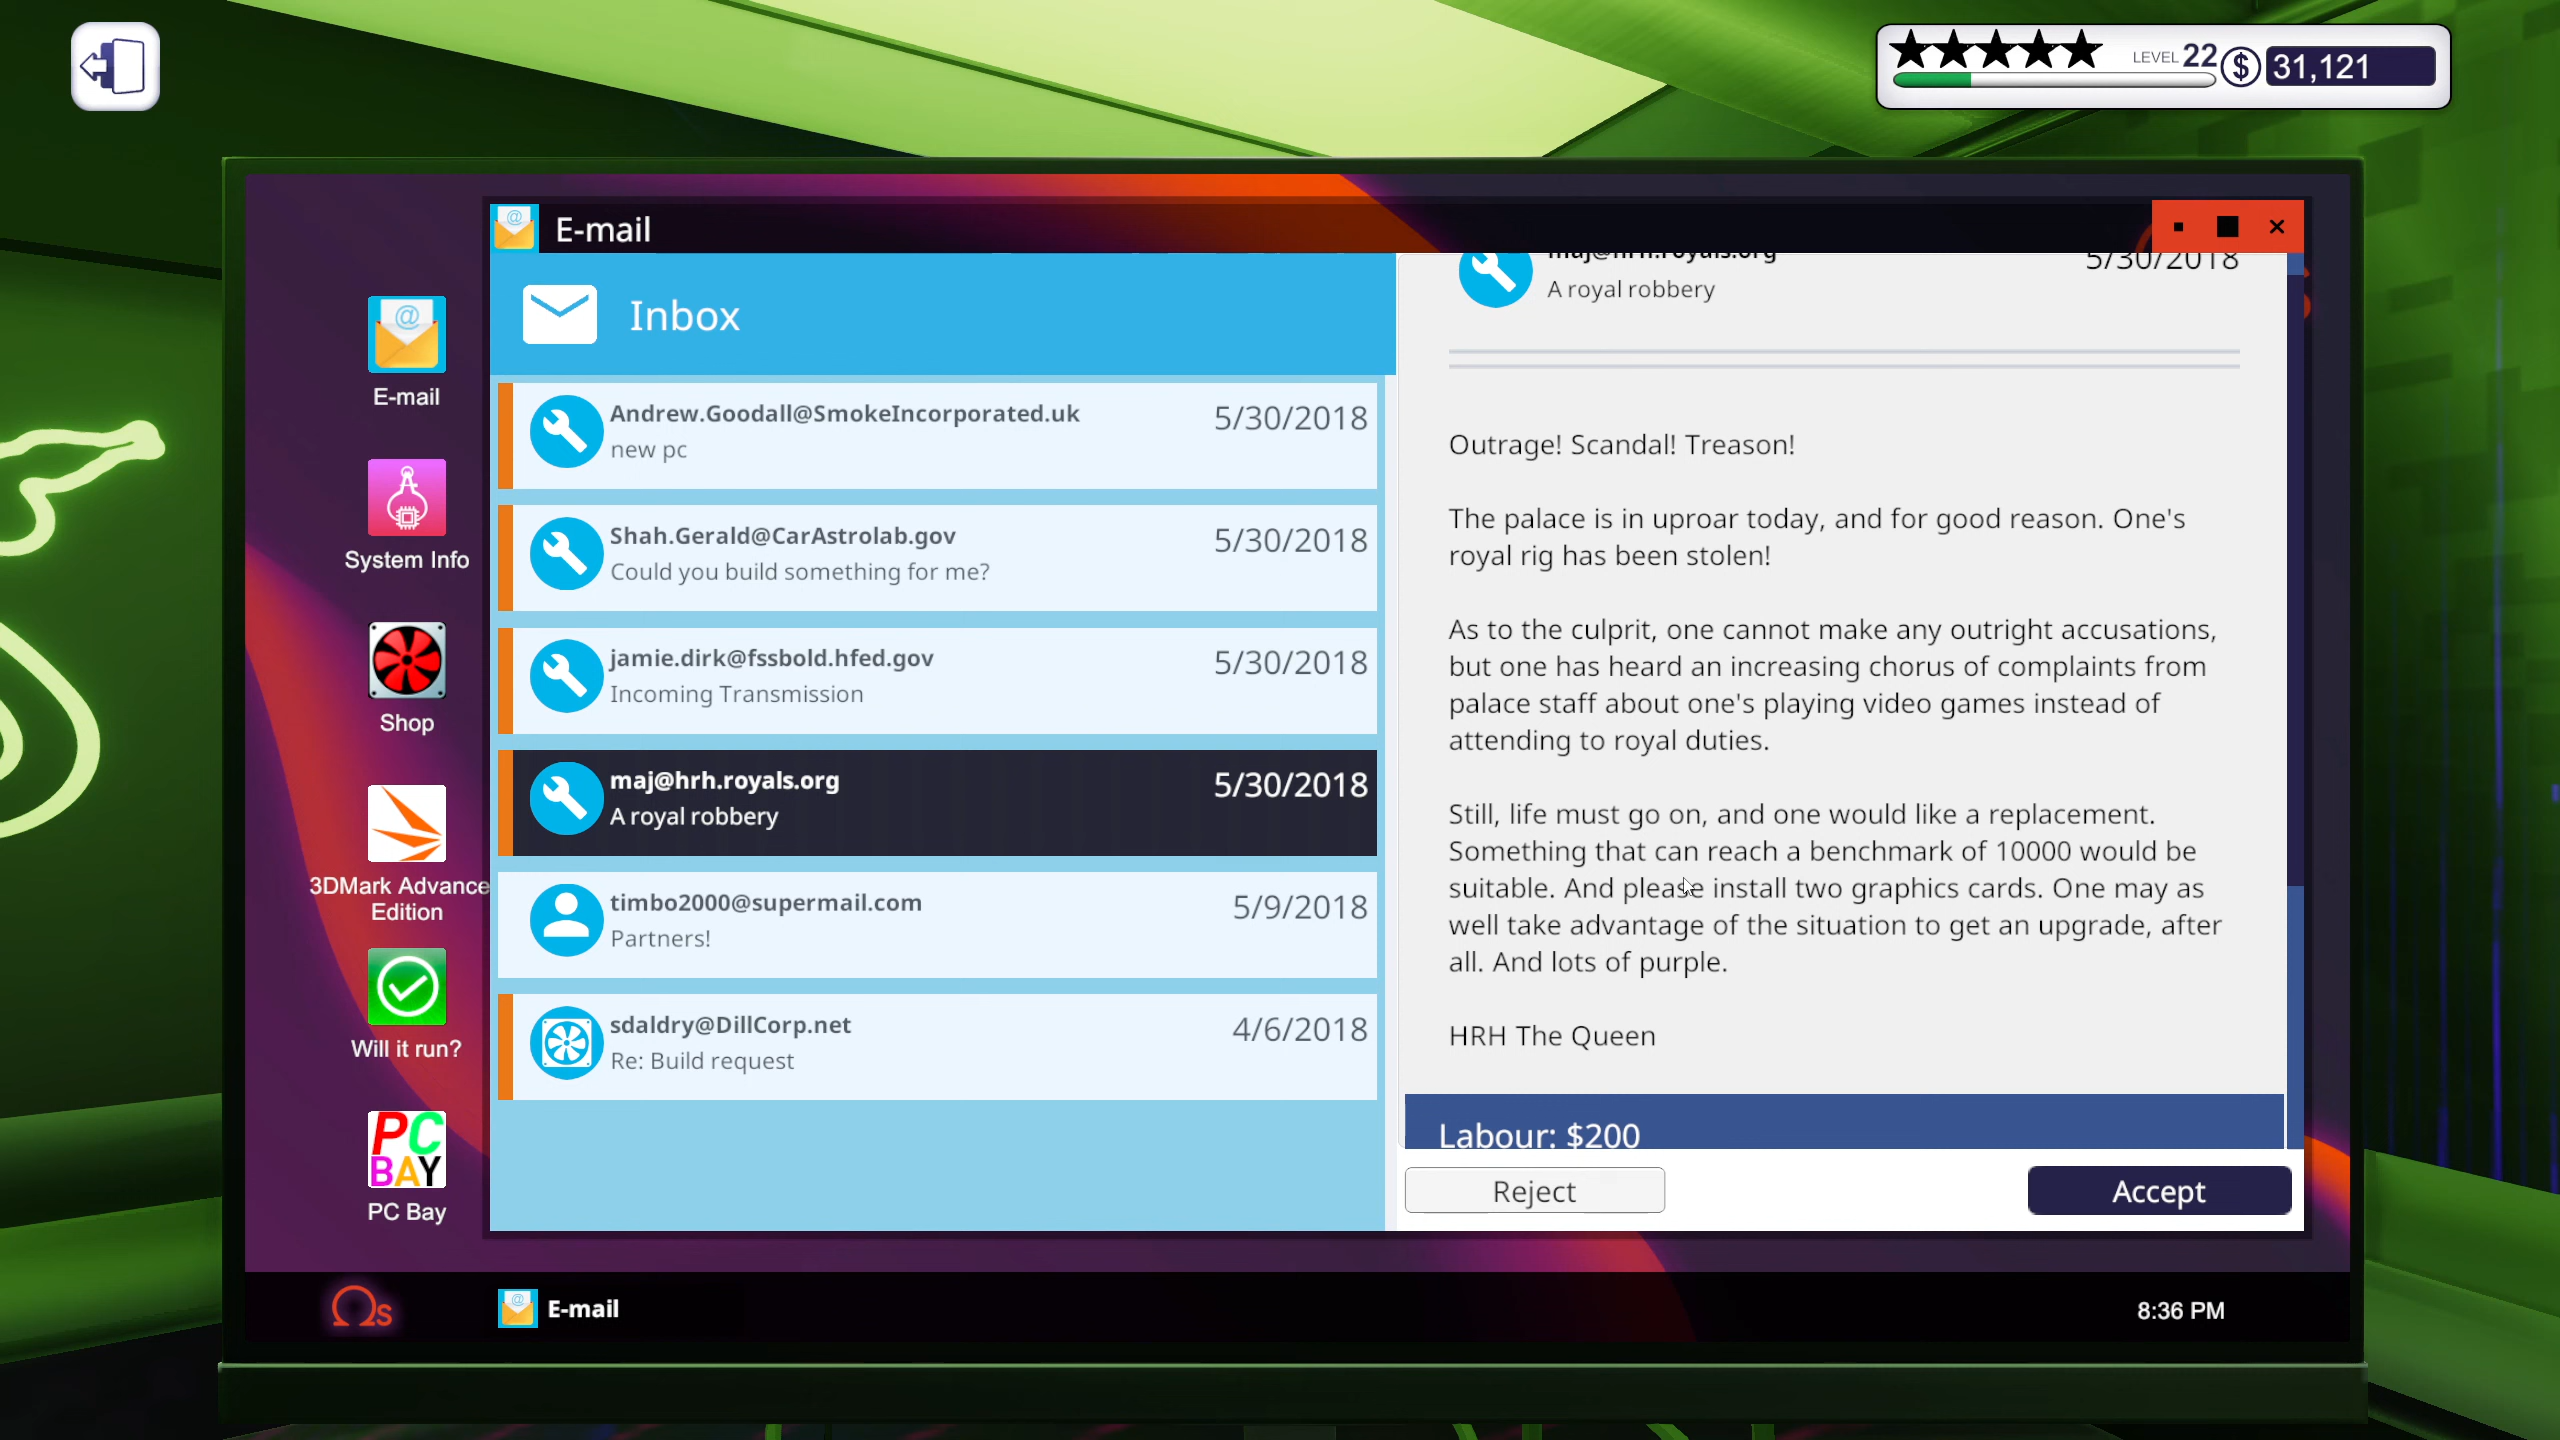 LEVEL 22
31,121
E-mail
Inbox
Andrew.Goodall@SmokeIncorporated.uk
5/30/2018
new pc
Shah.Gerald@CarAstrolab.gov
5/30/2018
Could you build something for me?
jamie.dirk@fssbold.hfed.gov
5/30/2018
Incoming Transmission
maj@hrh.royals.org
5/30/2018
A royal robbery
timbo2000@supermail.com
5/9/2018
Partners!
sdaldry@DillCorp.net
4/6/2018
Re: Build request
maj@hrh.royals.org
5/30/2018
A royal robbery
Outrage! Scandal! Treason!
The palace is in uproar today, and for good reason. One's
royal rig has been stolen!
As to the culprit, one cannot make any outright accusations,
but one has heard an increasing chorus of complaints from
palace staff about one's playing video games instead of
attending to royal duties.
Still, life must go on, and one would like a replacement.
Something that can reach a benchmark of 10000 would be
suitable. And please install two graphics cards. One may as
well take advantage of the situation to get an upgrade, after
all. And lots of purple.
HRH The Queen
Labour: $200
Reject
Accept
E-mail
System Info
Shop
3DMark Advance
Edition
Will it run?
PC
BAY
PC Bay
Ωs
E-mail
8:36 PM